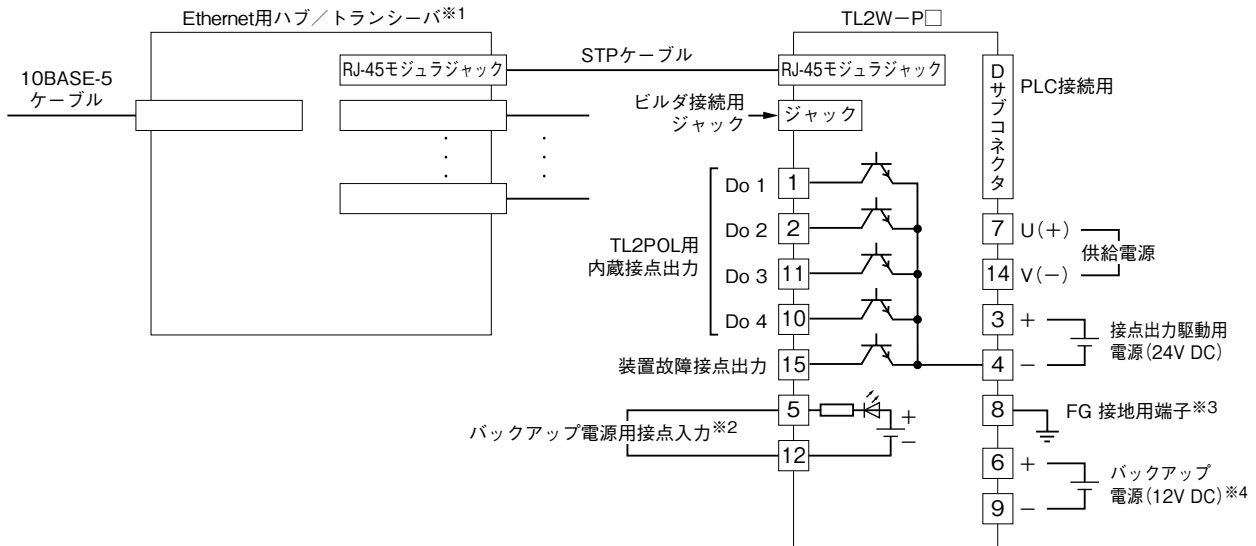 Ethernet用ハブ／トランシーバ※1
10BASE-5
ケーブル
RJ-45モジュラジャック
STPケーブル
TL2W－P□
RJ-45モジュラジャック
ビルダ接続用
ジャック
ジャック
Dサブコネクタ
PLC接続用
TL2POL用
内蔵接点出力
Do 1
1
Do 2
2
Do 3
11
Do 4
10
装置故障接点出力
15
バックアップ電源用接点入力※2
5
12
+
−
7
U(+)
14
V(−)
供給電源
3
+
4
−
接点出力駆動用
電源(24V DC)
8
FG 接地用端子※3
6
+
9
−
バックアップ
電源(12V DC)※4